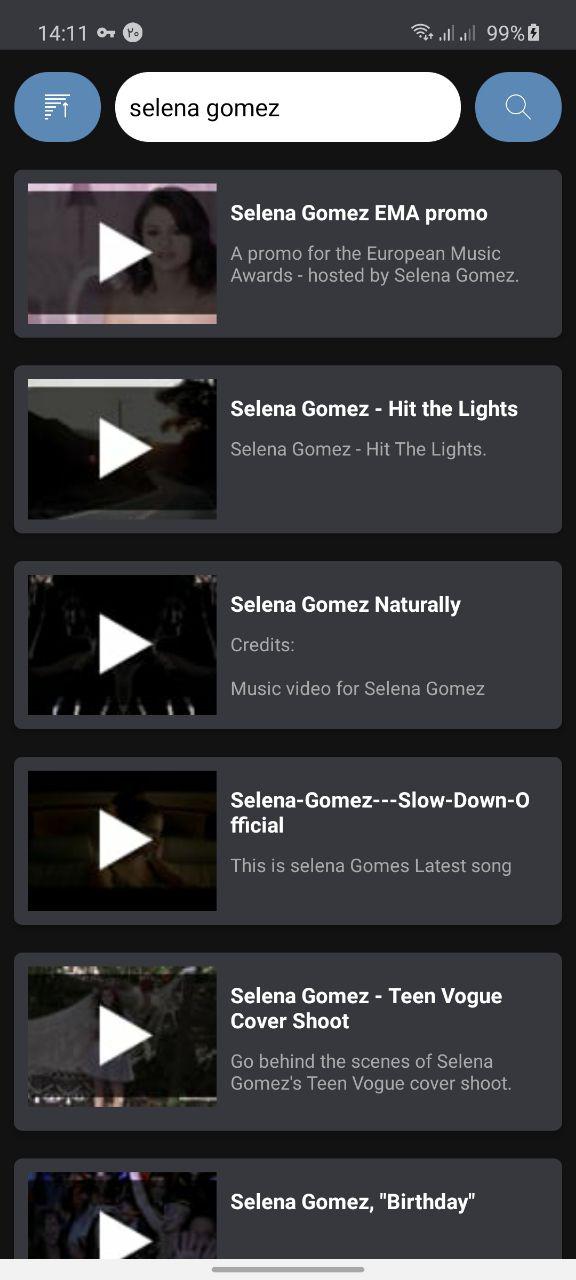 14:11
۲۰
99%
selena gomez
Selena Gomez EMA promo
A promo for the European Music
Awards - hosted by Selena Gomez.
Selena Gomez - Hit the Lights
Selena Gomez - Hit The Lights.
Selena Gomez Naturally
Credits:
Music video for Selena Gomez
Selena-Gomez---Slow-Down-O
fficial
This is selena Gomes Latest song
Selena Gomez - Teen Vogue
Cover Shoot
Go behind the scenes of Selena
Gomez's Teen Vogue cover shoot.
Selena Gomez, "Birthday"